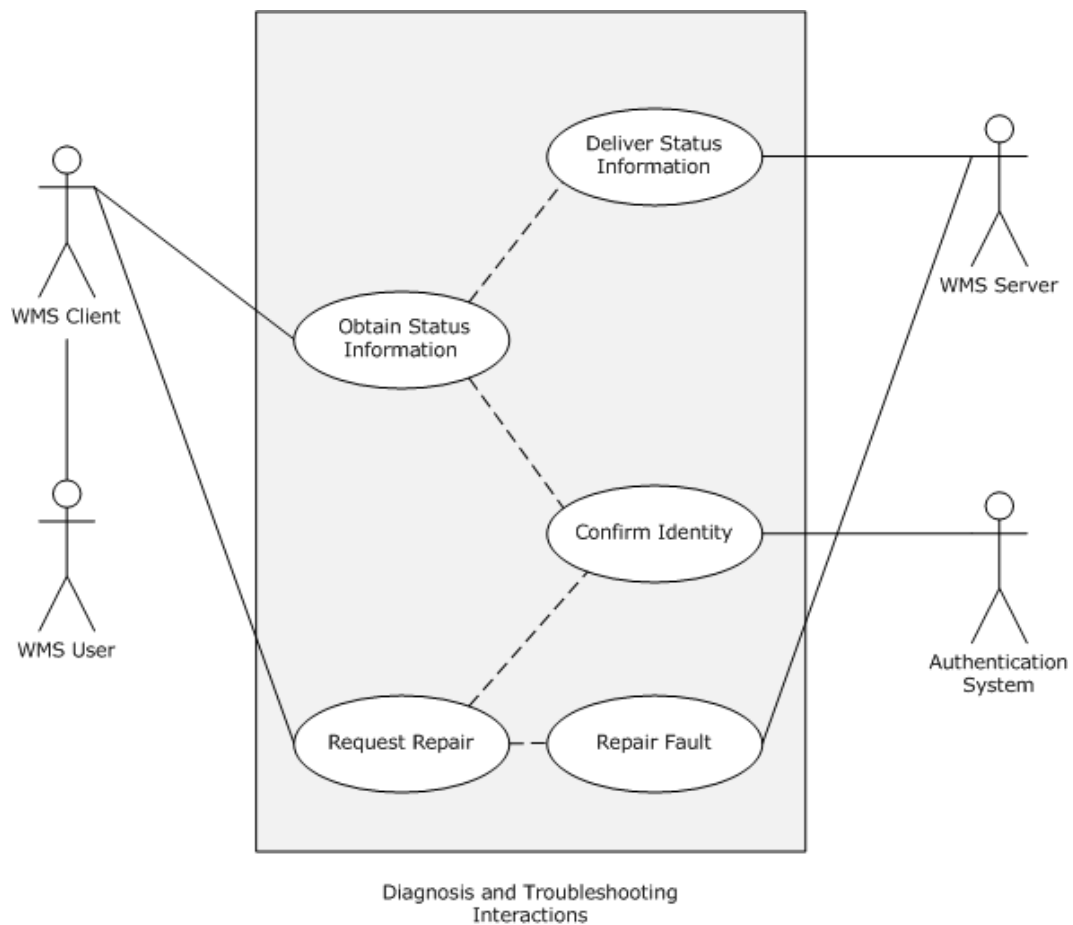 Deliver Status
Information
WMS Client
WMS Server
Obtain Status
Information
Confirm Identity
WMS User
Authentication
System
Request Repair
Repair Fault
Diagnosis and Troubleshooting
Interactions